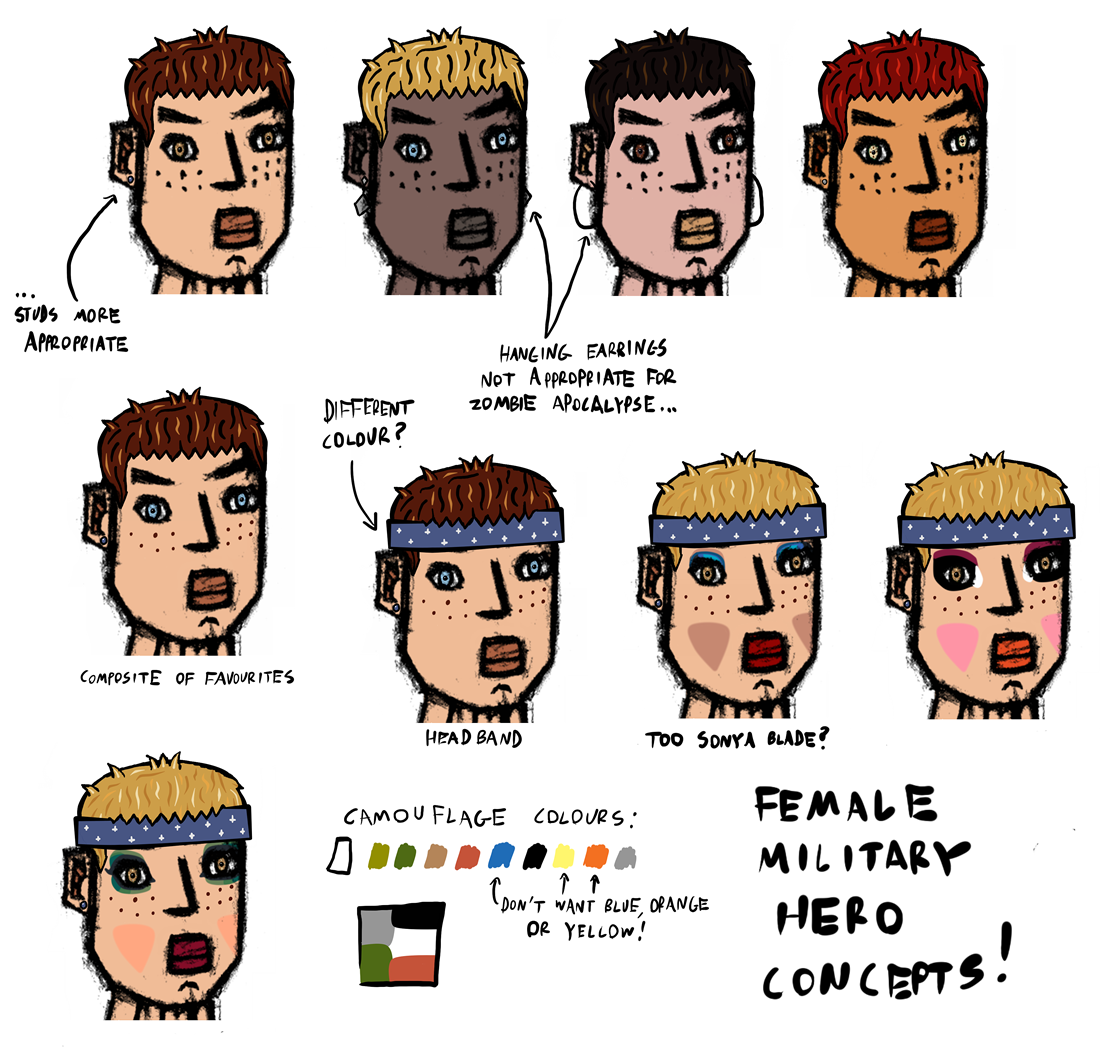 ...
STUDS MORE
APPROPRIATE
HANGING EARRINGS
NOT APPROPRIATE FOR
ZOMBIE APOCALYPSE...
DIFFERENT
COLOUR?
COMPOSITE OF FAVOURITES
HEADBAND
TOO SONYA BLADE?
CAMOUFLAGE COLOURS:
DON'T WANT BLUE, ORANGE
OR YELLOW!
FEMALE
MILITARY
HERO
CONCEPTS!